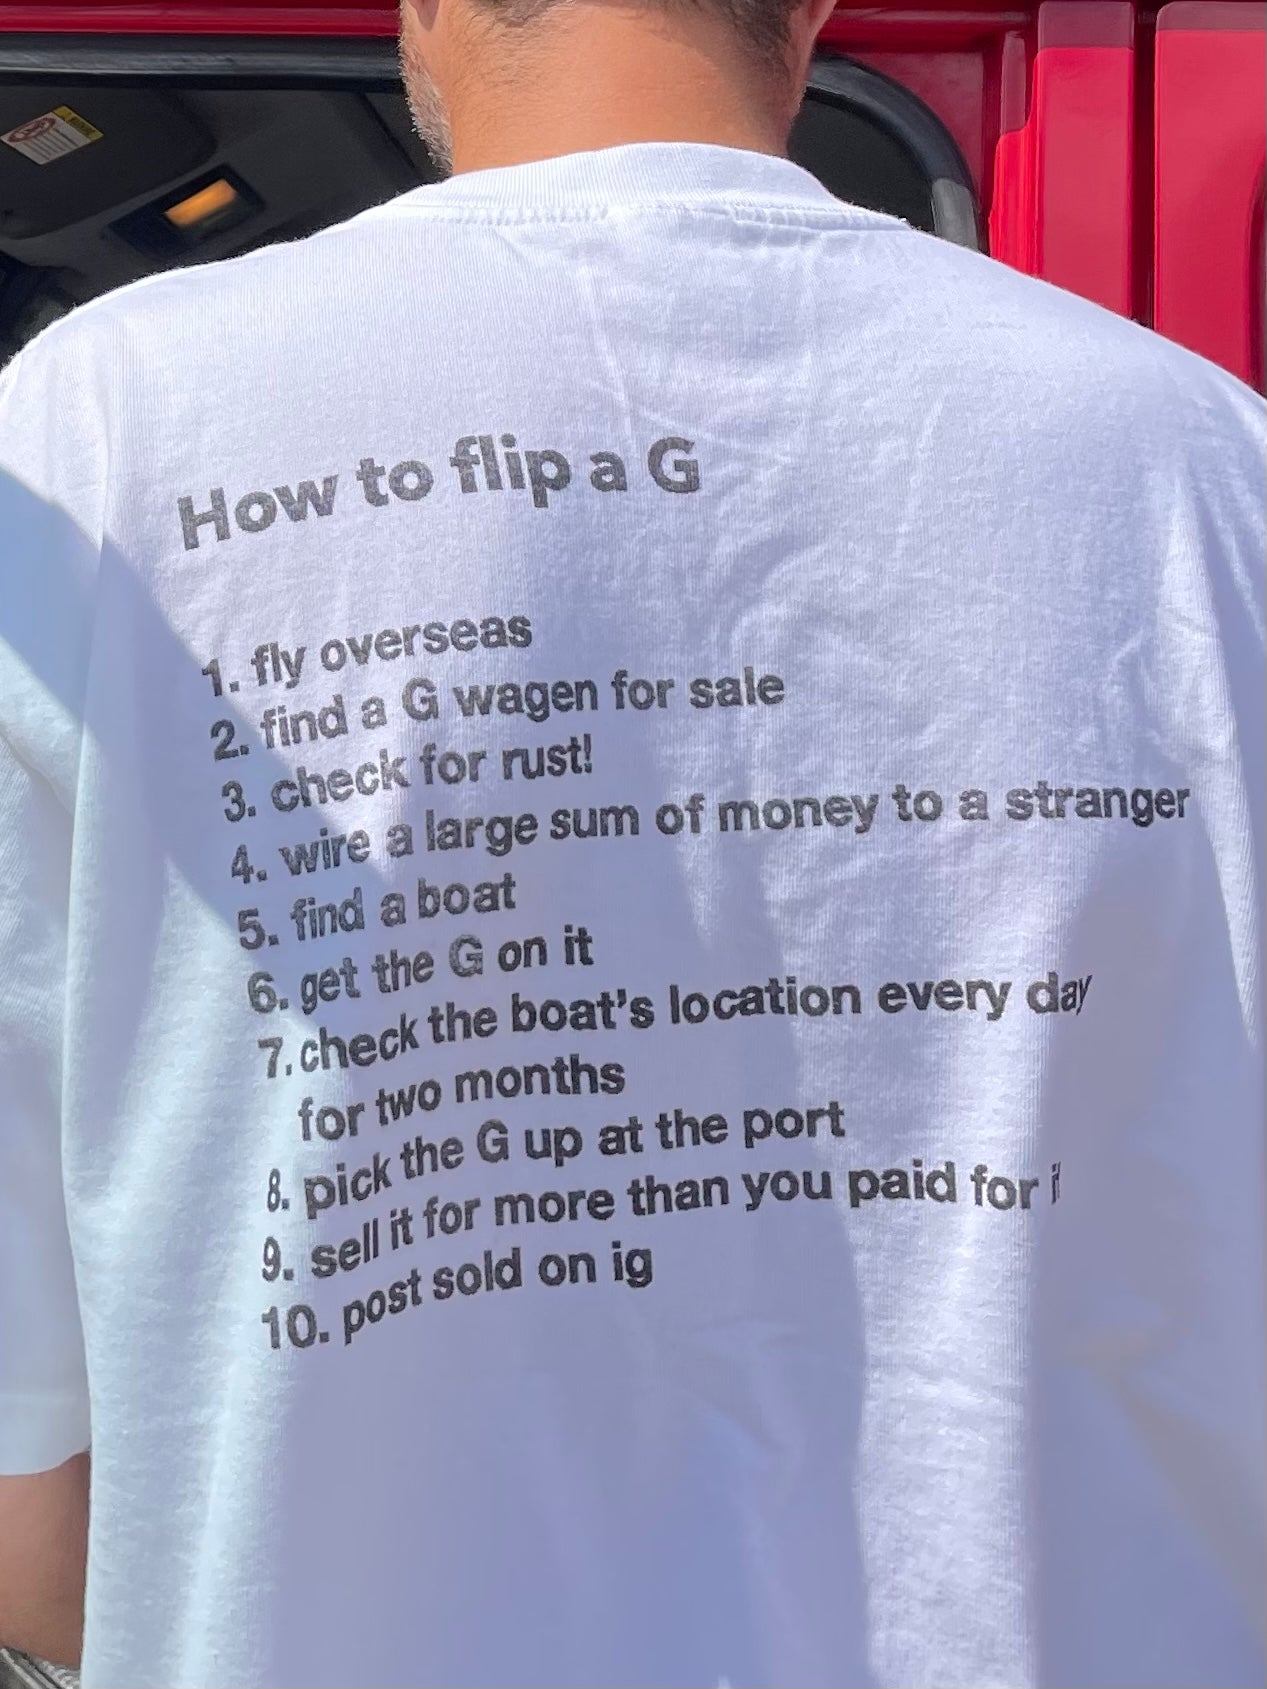 How to flip a G
1. fly overseas
2. find a G wagen for sale
3. check for rust!
4. wire a large sum of money to a stranger
5. find a boat
6. get the G on it
7. check the boat's location every day
for two months
8. pick the G up at the port
9. sell it for more than you paid for
10. post sold on ig